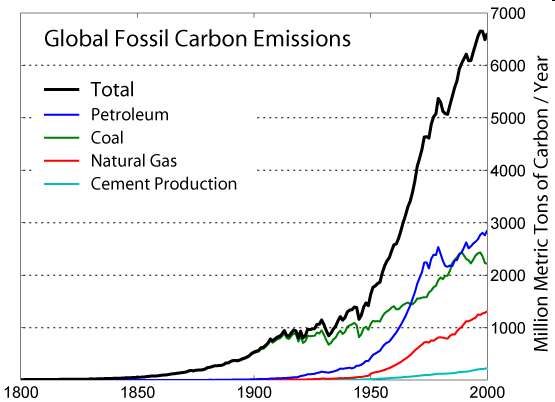 Global Fossil Carbon Emissions
Total
Petroleum
Coal
Natural Gas
Cement Production
7000
6000
5000
4000
3000
2000
1000
MIllion Metric Tons of Carbon / Year
1800
1850
1900
1950
2000